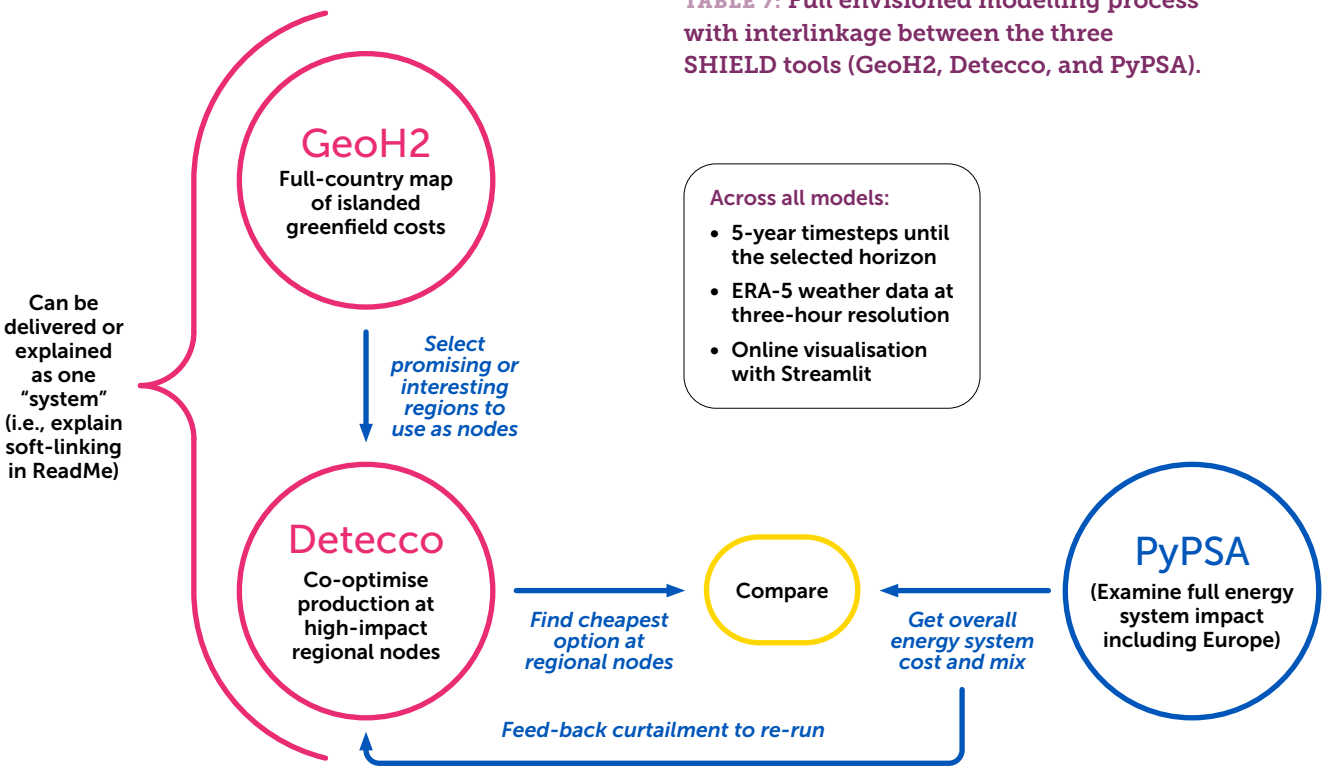 TABLE 7: Full envisioned modelling process
with interlinkage between the three
SHIELD tools (GeoH2, Detecco, and PyPSA).
GeoH2
Full-country map
of islanded
greenfield costs
Across all models:
• 5-year timesteps until
the selected horizon
• ERA-5 weather data at
three-hour resolution
• Online visualisation
with Streamlit
Can be
delivered or
explained
as one
“system”
(i.e., explain
soft-linking
in ReadMe)
Select
promising or
interesting
regions to
use as nodes
Detecco
Co-optimise
production at
high-impact
regional nodes
Find cheapest
option at
regional nodes
Compare
Get overall
energy system
cost and mix
PyPSA
(Examine full energy
system impact
including Europe)
Feed-back curtailment to re-run